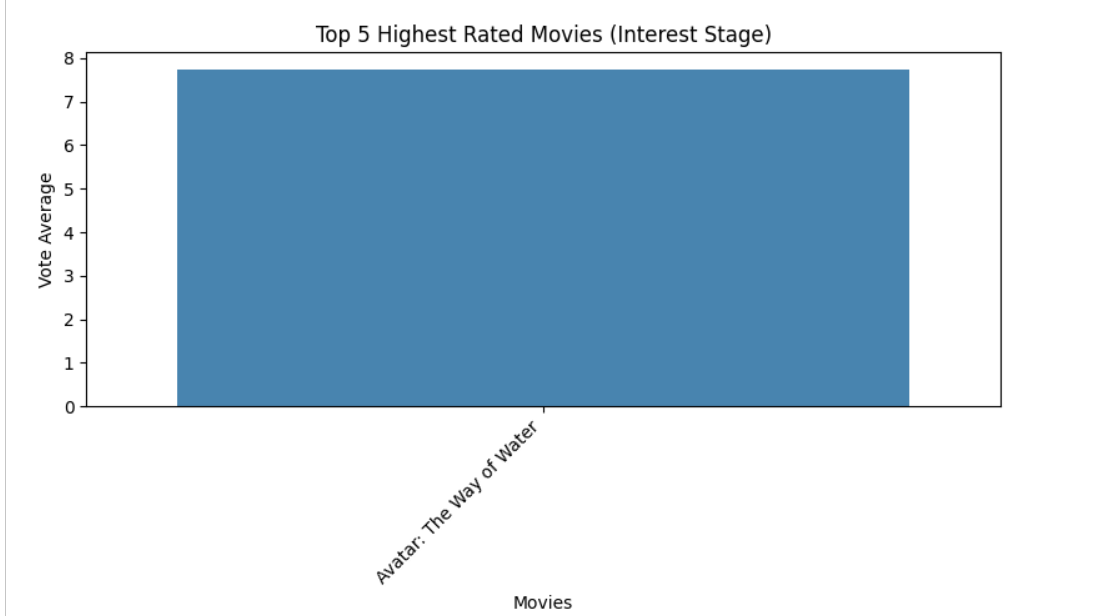 Top 5 Highest Rated Movies (Interest Stage)
8
7
6
5
4
3
2
1
0
Vote Average
Avatar: The Way of Water
Movies